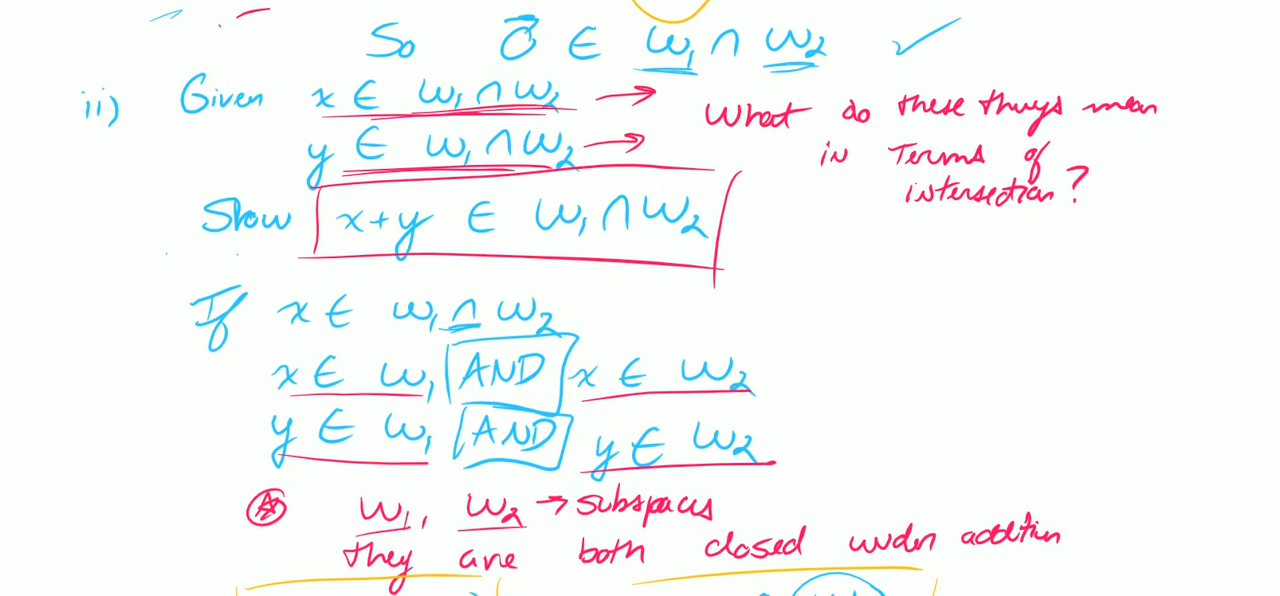 So 0⃗ ∈ W₁ ∩ W₂ ✓
ii) Given x ∈ W₁ ∩ W₂ →
y ∈ W₁ ∩ W₂ →
What do these things mean
in Terms of
intersection?
Show x+y ∈ W₁ ∩ W₂
If x ∈ W₁ ∩ W₂
x ∈ W₁ AND x ∈ W₂
y ∈ W₁ AND y ∈ W₂
W₁, W₂ → subspaces
they are both closed under addition